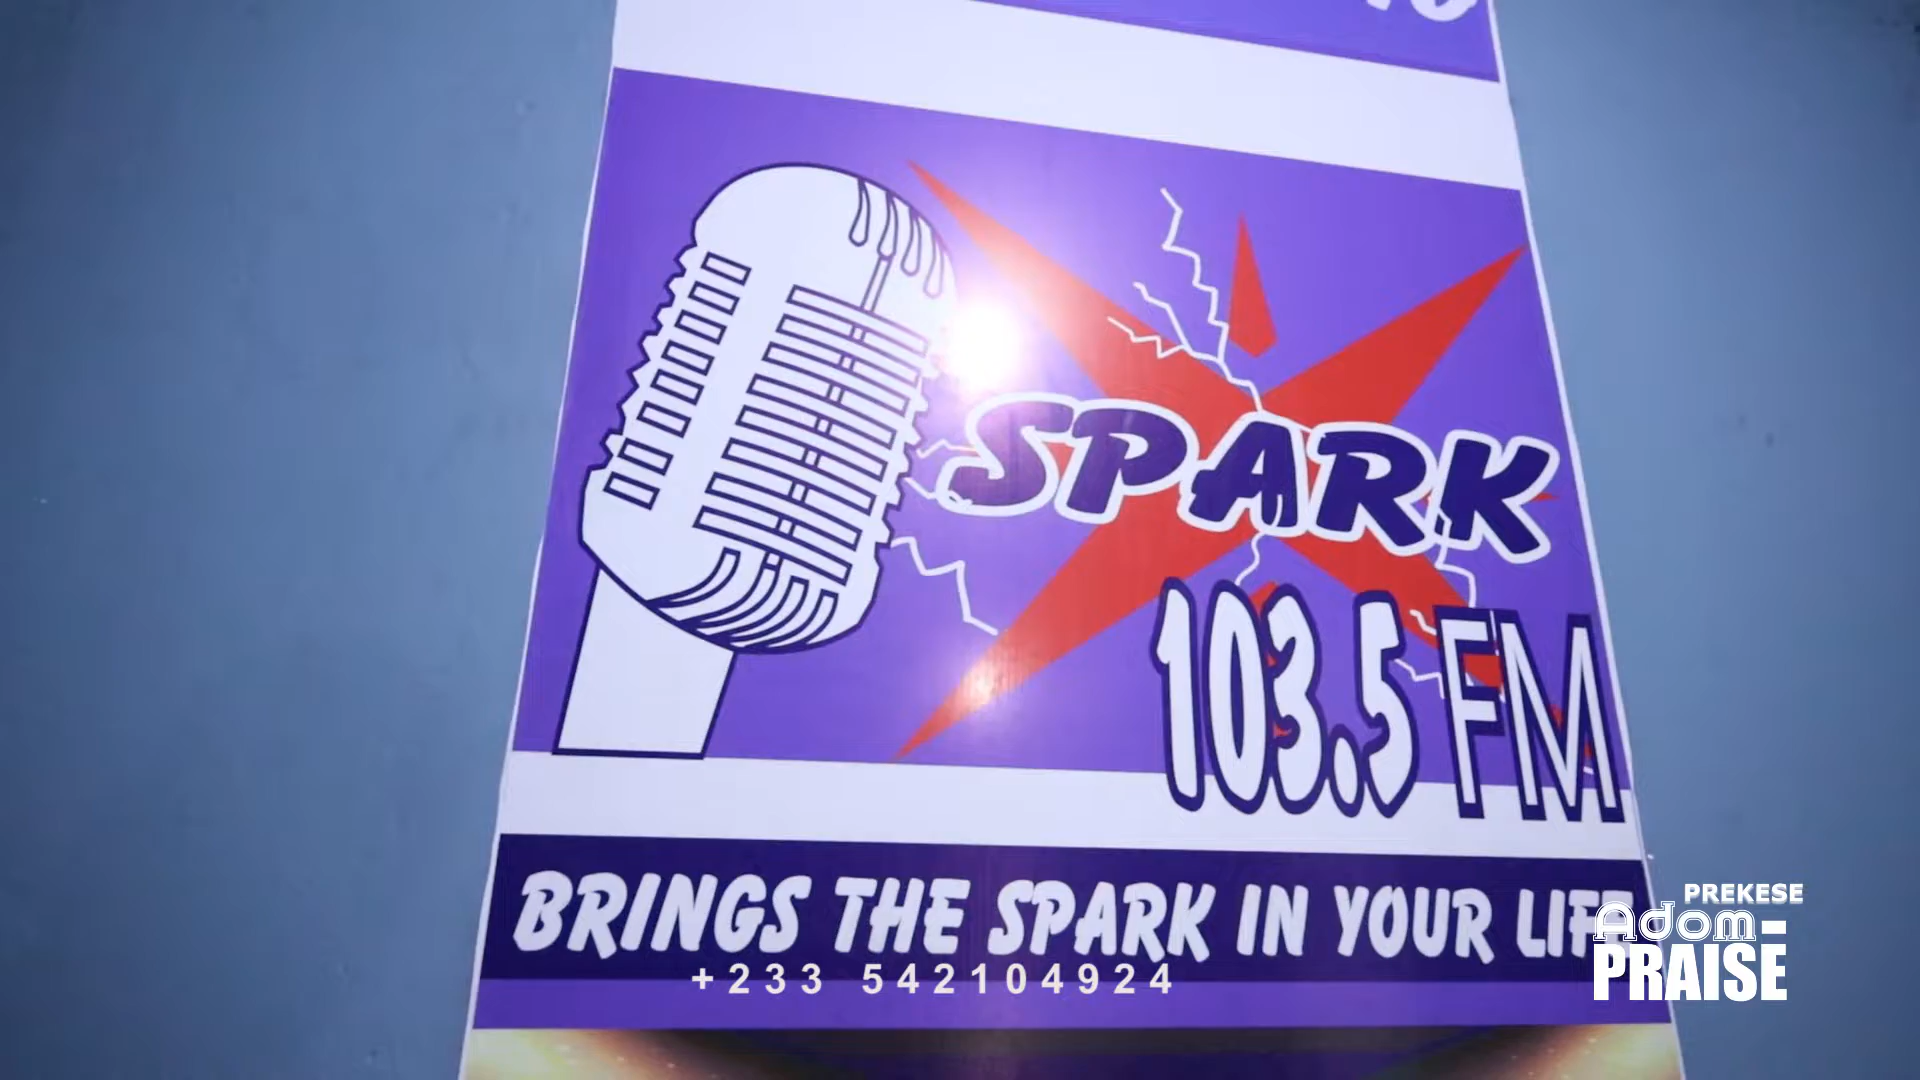 SPARK
103.5 FM
BRINGS THE SPARK IN YOUR LIFE
+233 542104924
PREKESE
Adom
PRAISE